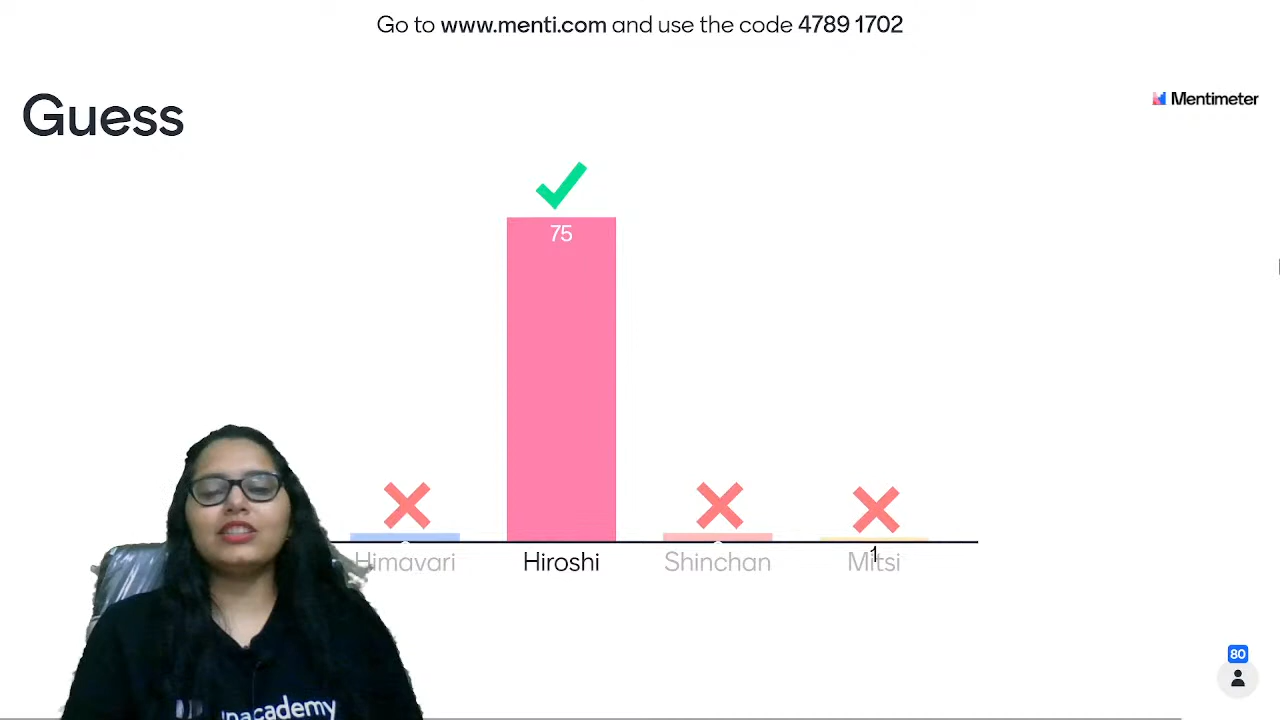 Go to www.menti.com and use the code 4789 1702
Guess
Mentimeter
75
1
Himavari
Hiroshi
Shinchan
Mitsi
80